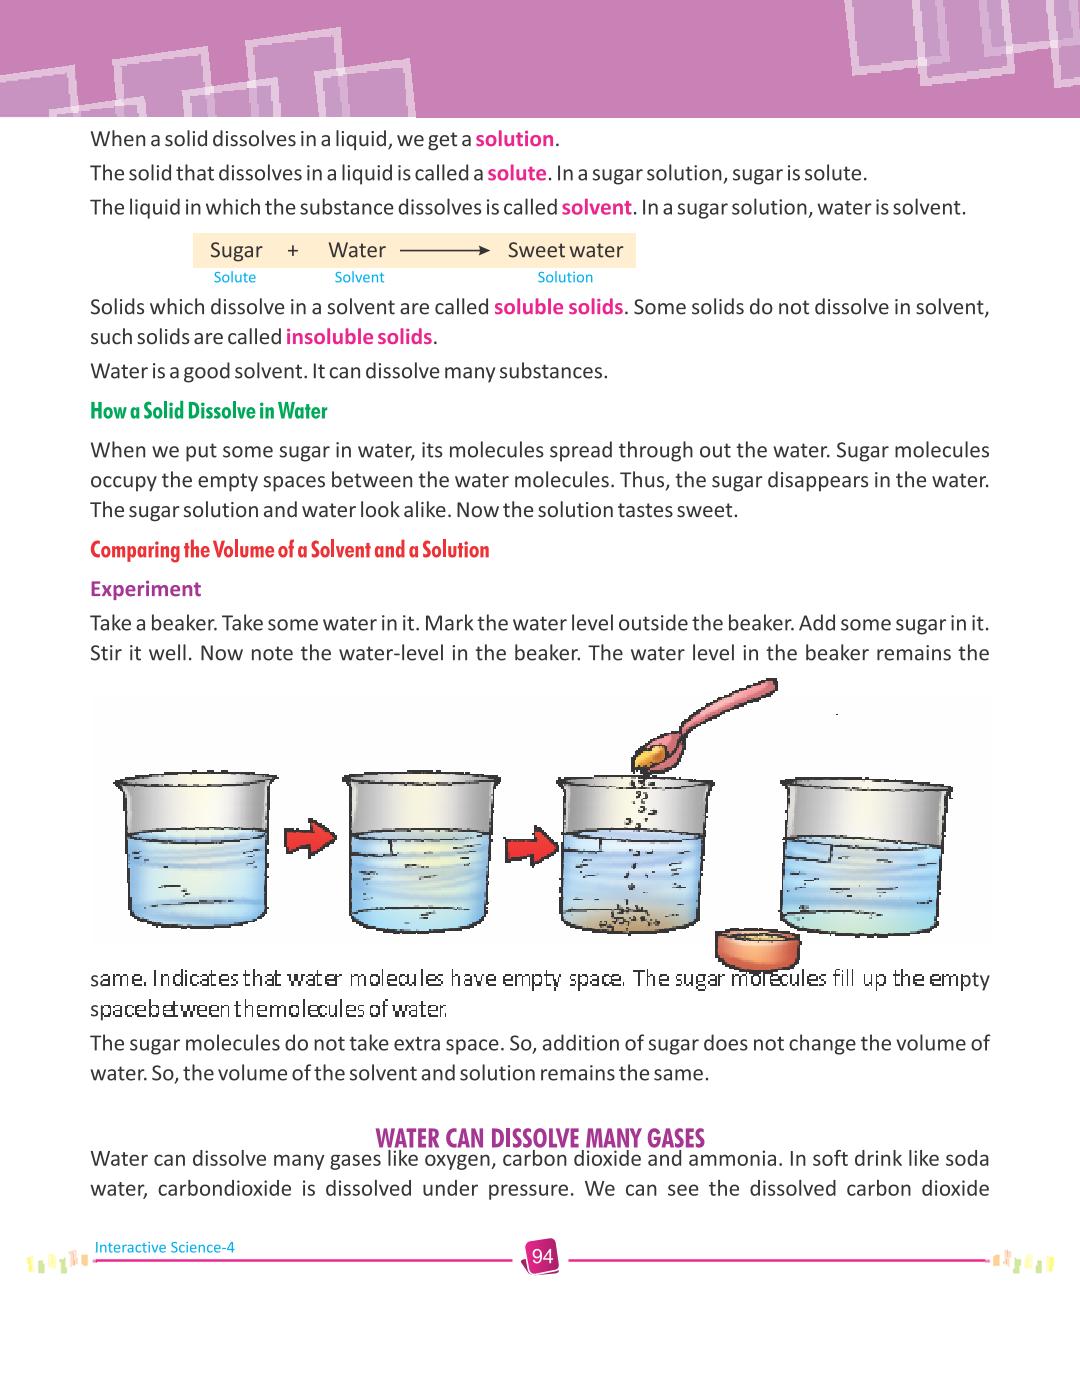 When a solid dissolves in a liquid, we get a solution.
The solid that dissolves in a liquid is called a solute. In a sugar solution, sugar is solute.
The liquid in which the substance dissolves is called solvent. In a sugar solution, water is solvent.
Sugar + Water Sweet water
Solute Solvent Solution
Solids which dissolve in a solvent are called soluble solids. Some solids do not dissolve in solvent,
such solids are called insoluble solids.
Water is a good solvent. It can dissolve many substances.
How a Solid Dissolve in Water
When we put some sugar in water, its molecules spread through out the water. Sugar molecules
occupy the empty spaces between the water molecules. Thus, the sugar disappears in the water.
The sugar solution and water look alike. Now the solution tastes sweet.
Comparing the Volume of a Solvent and a Solution
Experiment
Take a beaker. Take some water in it. Mark the water level outside the beaker. Add some sugar in it.
Stir it well. Now note the water-level in the beaker. The water level in the beaker remains the
same. Indicates that water molecules have empty space. The sugar molecules fill up the empty
space between the molecules of water.
The sugar molecules do not take extra space. So, addition of sugar does not change the volume of
water. So, the volume of the solvent and solution remains the same.
WATER CAN DISSOLVE MANY GASES
Water can dissolve many gases like oxygen, carbon dioxide and ammonia. In soft drink like soda
water, carbondioxide is dissolved under pressure. We can see the dissolved carbon dioxide
Interactive Science-4
94